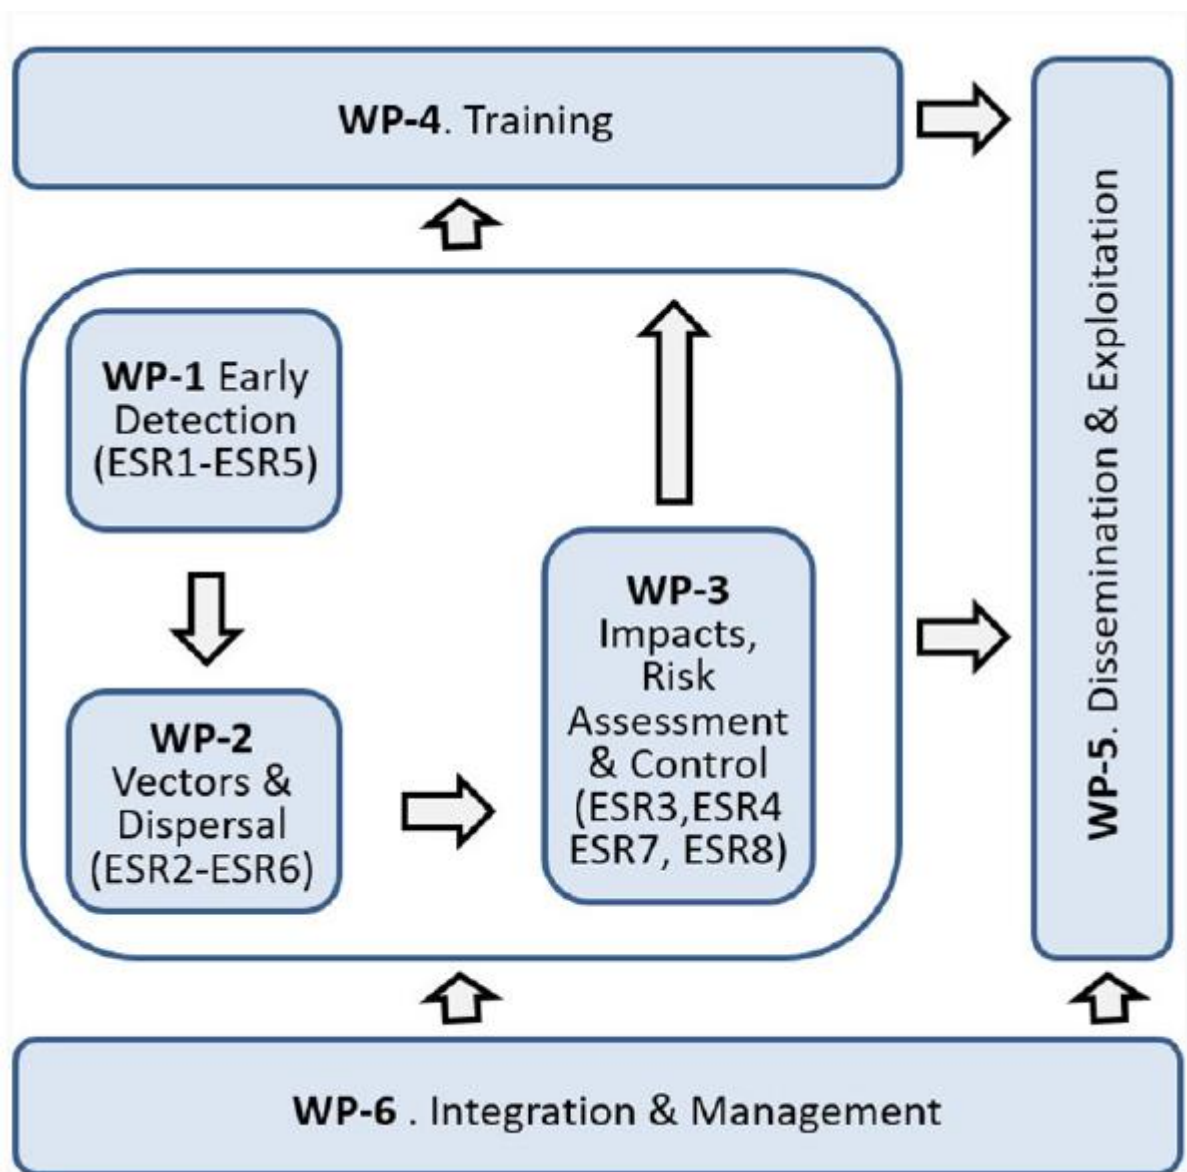 WP-4. Training
WP-1 Early
Detection
(ESR1-ESR5)
WP-2
Vectors &
Dispersal
(ESR2-ESR6)
WP-3
Impacts,
Risk
Assessment
& Control
(ESR3,ESR4
ESR7, ESR8)
WP-5. Dissemination & Exploitation
WP-6 . Integration & Management